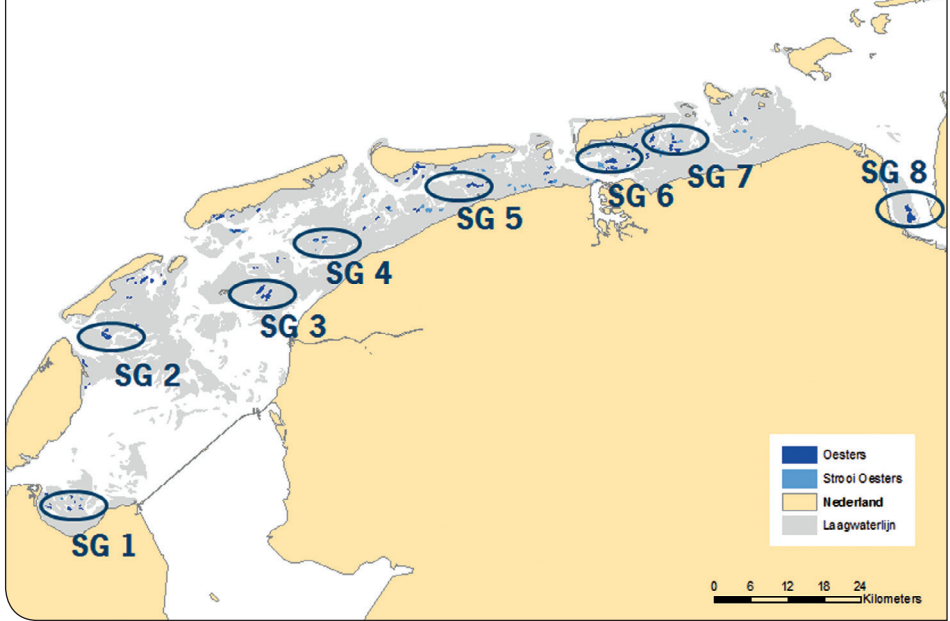 SG 8
SG 7
SG 6
SG 5
SG 4
SG 3
SG 2
SG 1
Oesters
Strooi Oesters
Nederland
Laagwaterlijn
0 6 12 18 24
Kilometers